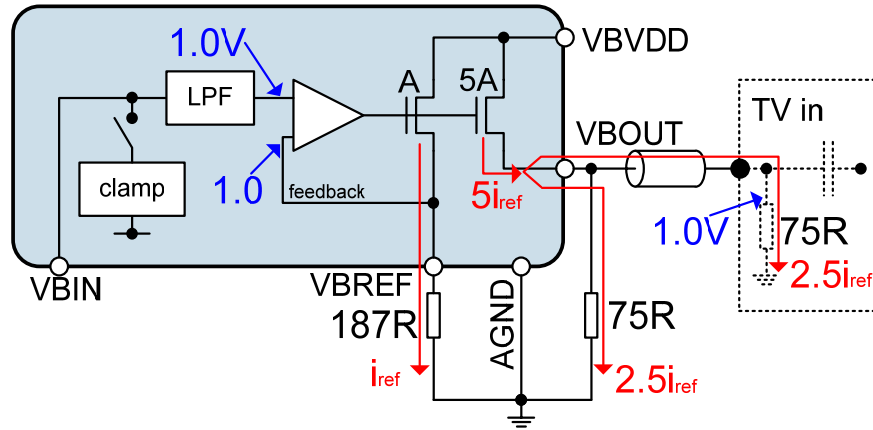 1.0V
VBVDD
A
5A
LPF
TV in
VBOUT
clamp
1.0
feedback
5iref
1.0V
75R
2.5iref
VBIN
VBREF
AGND
187R
75R
iref
2.5iref